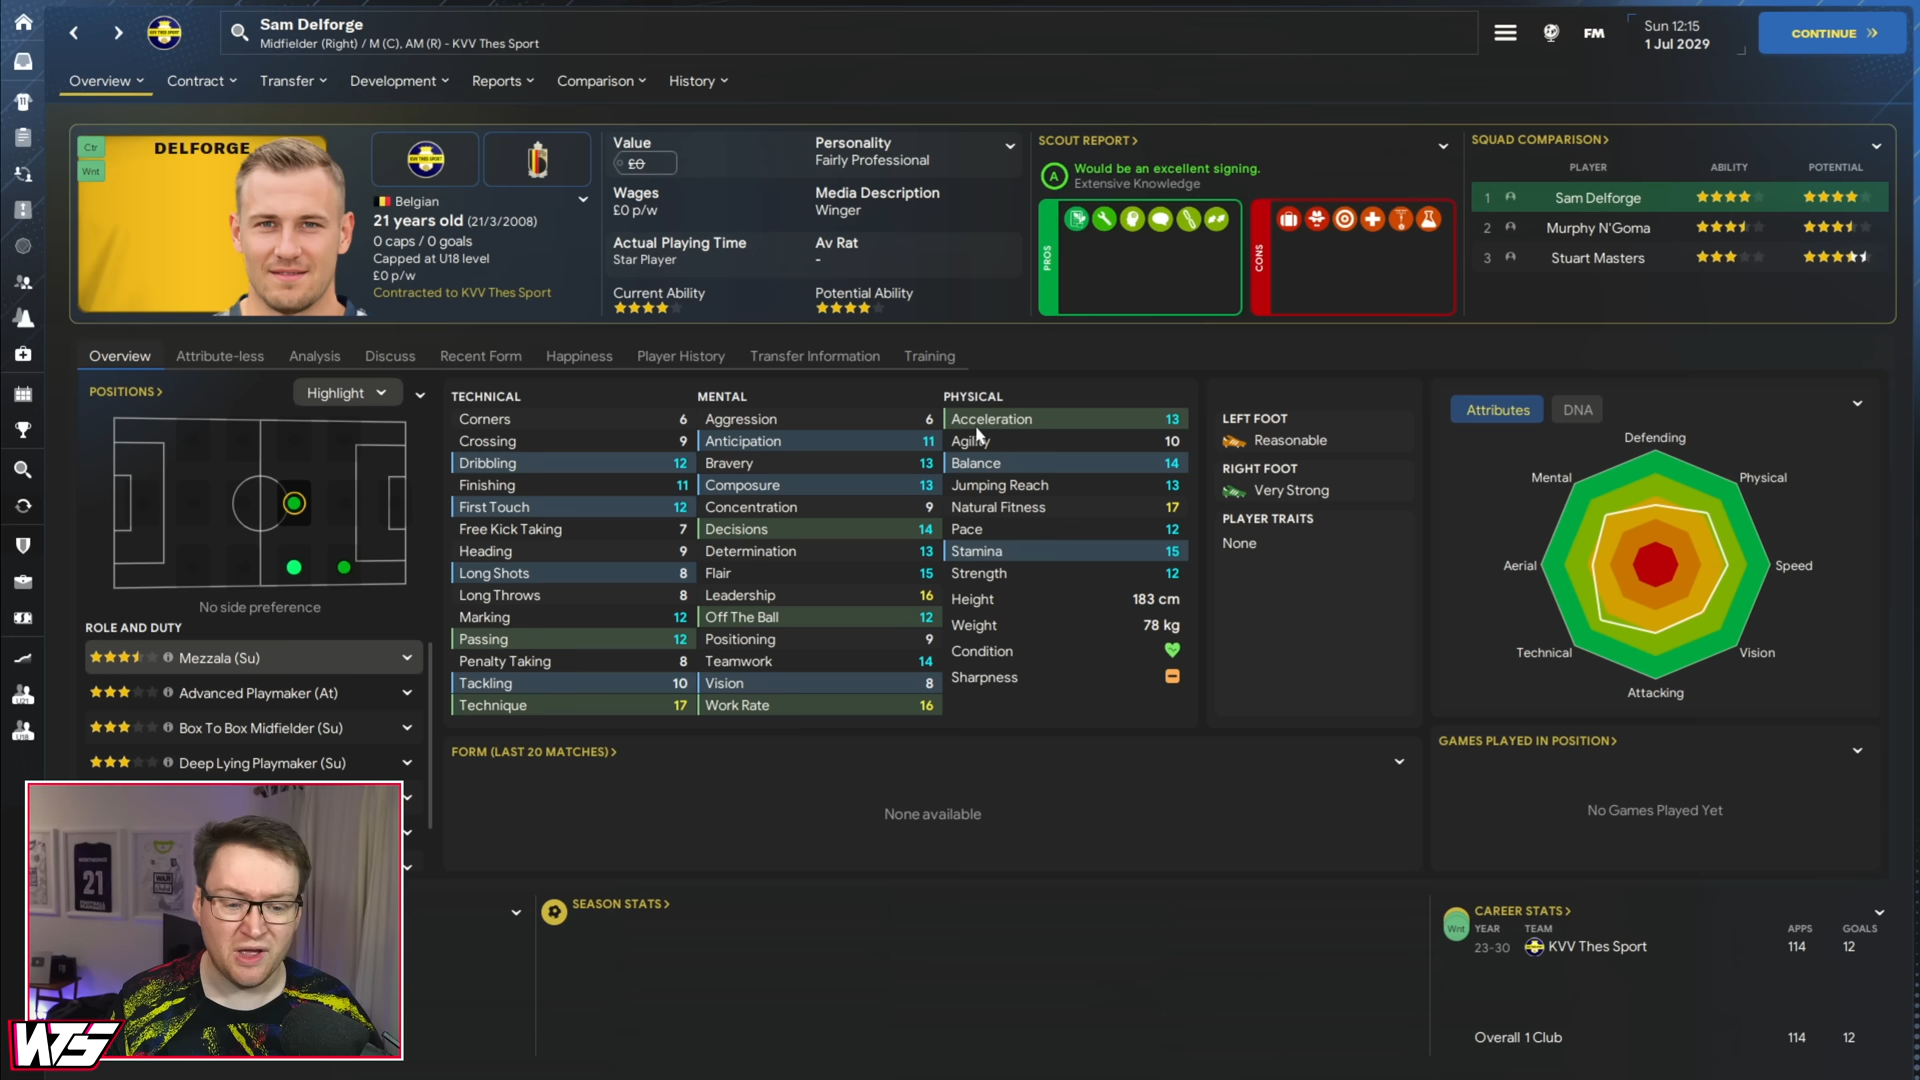 Sam Delforge
Midfielder (Right) / M (C), AM (R) - KVV Thes Sport
FM
Sun 12:15
1 Jul 2029
CONTINUE
Overview
Contract
Transfer
Development
Reports
Comparison
History
Ctr
Wnt
DELFORGE
Belgian
21 years old (21/3/2008)
0 caps / 0 goals
Capped at U18 level
£0 p/w
Contracted to KVV Thes Sport
Value
£0
Wages
£0 p/w
Actual Playing Time
Star Player
Current Ability
Personality
Fairly Professional
Media Description
Winger
Av Rat
-
Potential Ability
SCOUT REPORT>
A
Would be an excellent signing.
Extensive Knowledge
PROS
CONS
SQUAD COMPARISON>
PLAYER ABILITY POTENTIAL
1 Sam Delforge
2 Murphy N'Goma
3 Stuart Masters
Overview
Attribute-less
Analysis
Discuss
Recent Form
Happiness
Player History
Transfer Information
Training
POSITIONS>
Highlight
No side preference
ROLE AND DUTY
Mezzala (Su)
Advanced Playmaker (At)
Box To Box Midfielder (Su)
Deep Lying Playmaker (Su)
TECHNICAL
Corners 6
Crossing 9
Dribbling 12
Finishing 11
First Touch 12
Free Kick Taking 7
Heading 9
Long Shots 8
Long Throws 8
Marking 12
Passing 12
Penalty Taking 8
Tackling 10
Technique 17
MENTAL
Aggression 6
Anticipation 11
Bravery 13
Composure 13
Concentration 9
Decisions 14
Determination 13
Flair 15
Leadership 16
Off The Ball 12
Positioning 9
Teamwork 14
Vision 8
Work Rate 16
PHYSICAL
Acceleration 13
Agility 10
Balance 14
Jumping Reach 13
Natural Fitness 17
Pace 12
Stamina 15
Strength 12
Height 183 cm
Weight 78 kg
Condition
Sharpness
LEFT FOOT
Reasonable
RIGHT FOOT
Very Strong
PLAYER TRAITS
None
Attributes
DNA
Defending
Physical
Speed
Vision
Attacking
Technical
Aerial
Mental
FORM (LAST 20 MATCHES)>
None available
GAMES PLAYED IN POSITION>
No Games Played Yet
SEASON STATS>
Wnt
CAREER STATS>
YEAR TEAM APPS GOALS
23-30 KVV Thes Sport 114 12
Overall 1 Club 114 12
21
WTS